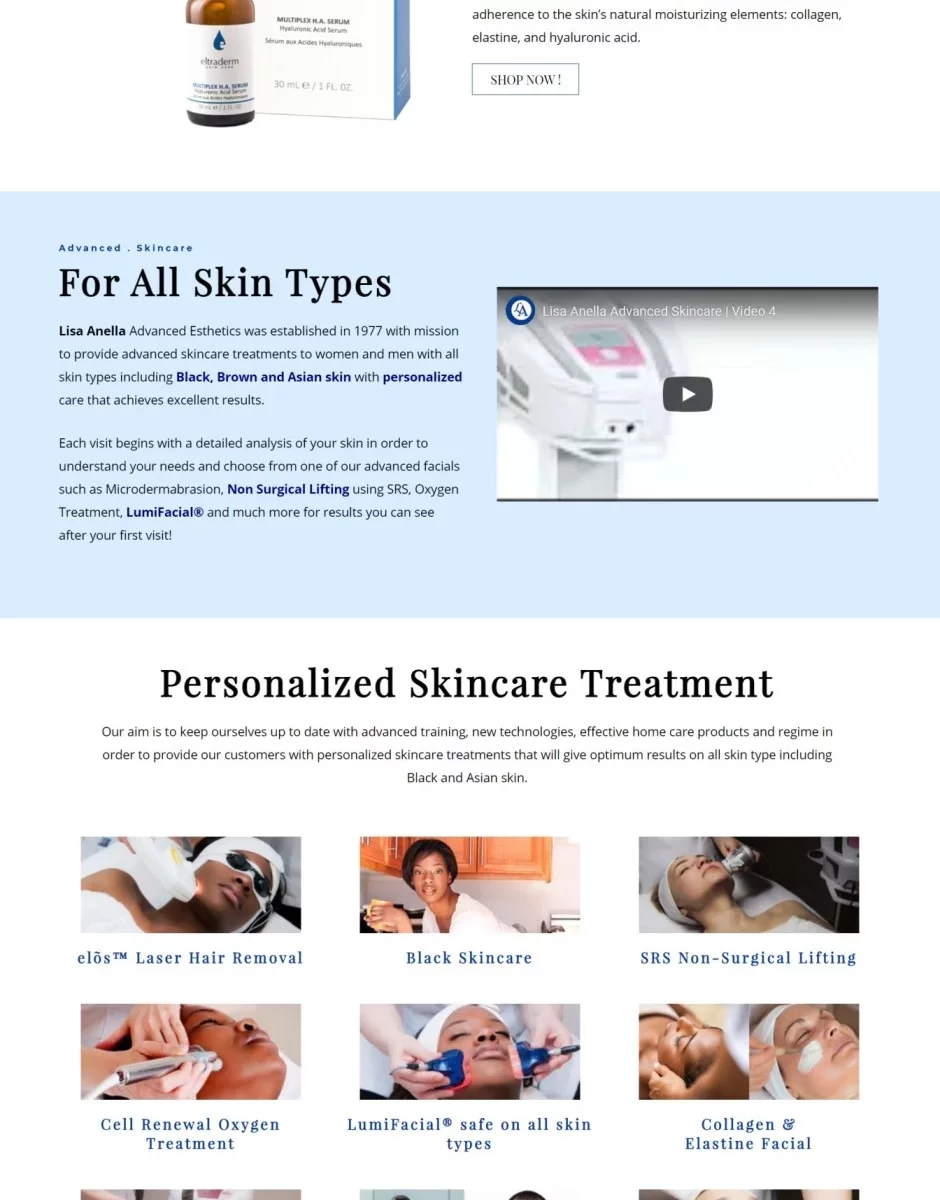 MULTIPLEX H.A. SERUM
Hyaluronic Acid Serum
Sérum aux Acides Hyaluroniques
eltraderm
SKIN CARE
MULTIPLEX H.A. SERUM
Hyaluronic Acid Serum
30 mL e / 1 FL. OZ.
adherence to the skin’s natural moisturizing elements: collagen,
elastine, and hyaluronic acid.
SHOP NOW !
Advanced . Skincare
For All Skin Types
Lisa Anella Advanced Esthetics was established in 1977 with mission
to provide advanced skincare treatments to women and men with all
skin types including Black, Brown and Asian skin with personalized
care that achieves excellent results.
Each visit begins with a detailed analysis of your skin in order to
understand your needs and choose from one of our advanced facials
such as Microdermabrasion, Non Surgical Lifting using SRS, Oxygen
Treatment, LumiFacial® and much more for results you can see
after your first visit!
LA
Lisa Anella Advanced Skincare | Video 4
Personalized Skincare Treatment
Our aim is to keep ourselves up to date with advanced training, new technologies, effective home care products and regime in
order to provide our customers with personalized skincare treatments that will give optimum results on all skin type including
Black and Asian skin.
elõs™ Laser Hair Removal
Black Skincare
SRS Non-Surgical Lifting
Cell Renewal Oxygen
Treatment
LumiFacial® safe on all skin
types
Collagen &
Elastine Facial